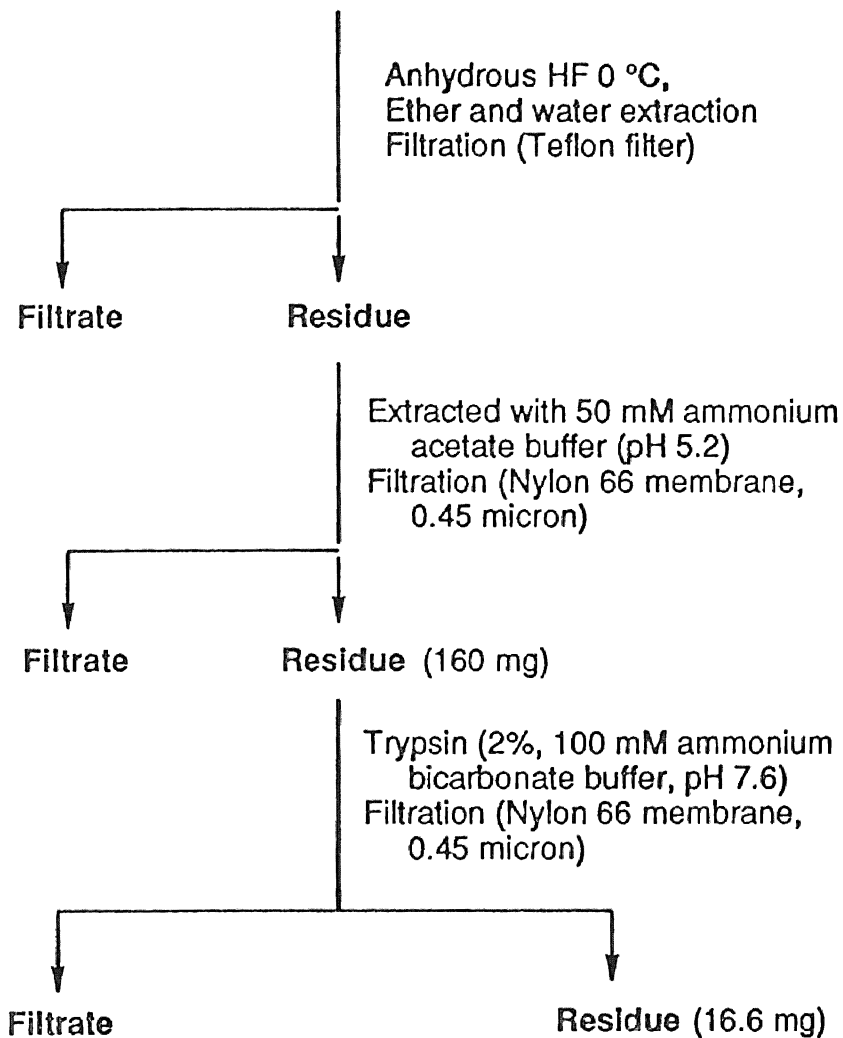 Anhydrous HF 0 °C,
Ether and water extraction
Filtration (Teflon filter)
Filtrate
Residue
Extracted with 50 mM ammonium
acetate buffer (pH 5.2)
Filtration (Nylon 66 membrane,
0.45 micron)
Filtrate
Residue (160 mg)
Trypsin (2%, 100 mM ammonium
bicarbonate buffer, pH 7.6)
Filtration (Nylon 66 membrane,
0.45 micron)
Filtrate
Residue (16.6 mg)